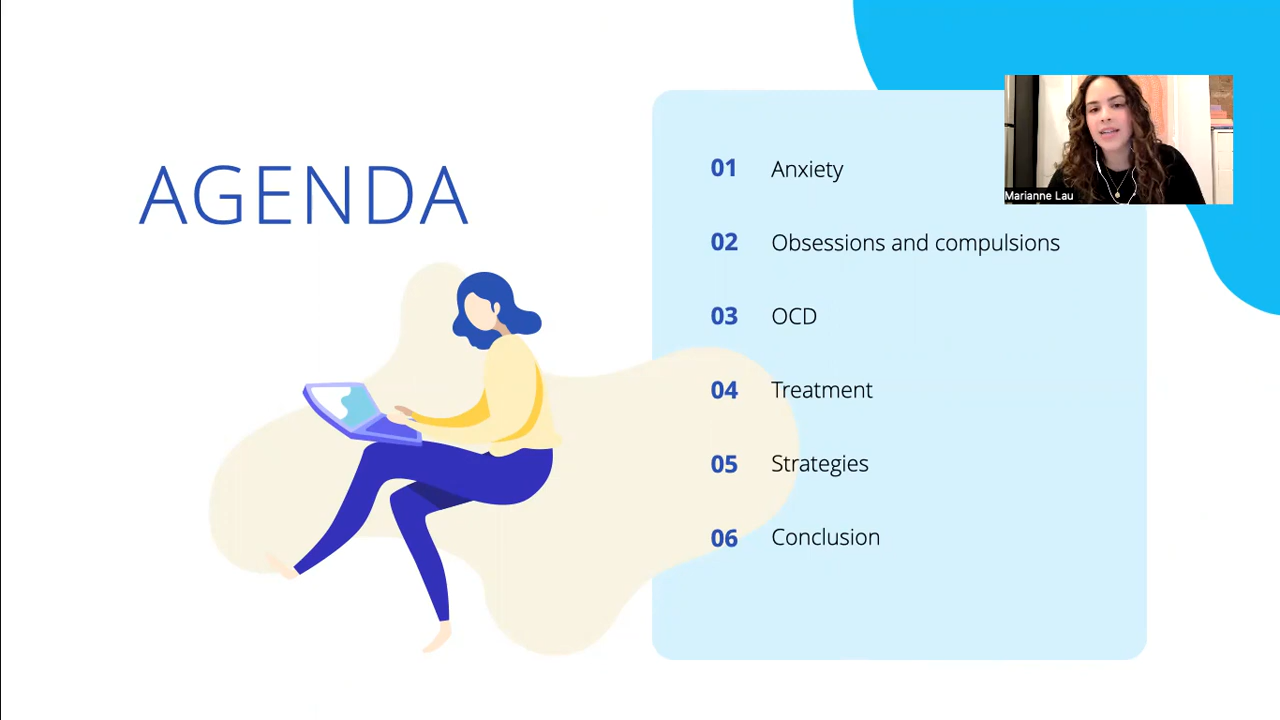 AGENDA
01 Anxiety
02 Obsessions and compulsions
03 OCD
04 Treatment
05 Strategies
06 Conclusion
Marianne Lau